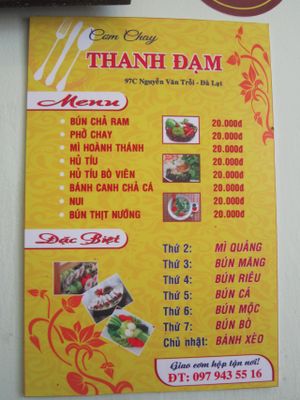 Cơm Chay
THANH ĐẠM
97C Nguyễn Văn Trỗi - Đà Lạt
Menu
BÚN CHẢ RAM 20.000đ
PHỞ CHAY 20.000đ
MÌ HOÀNH THÁNH 20.000đ
HỦ TÍU 20.000đ
HỦ TÍU BÒ VIÊN 20.000đ
BÁNH CANH CHẢ CÁ 20.000đ
NUI 20.000đ
BÚN THỊT NƯỚNG 20.000đ
Đặc Biệt
Thứ 2: MÌ QUẢNG
Thứ 3: BÚN MĂNG
Thứ 4: BÚN RIÊU
Thứ 5: BÚN CÁ
Thứ 6: BÚN MỘC
Thứ 7: BÚN BÒ
Chủ nhật: BÁNH XÈO
Giao cơm hộp tận nơi!
ĐT: 097 943 55 16